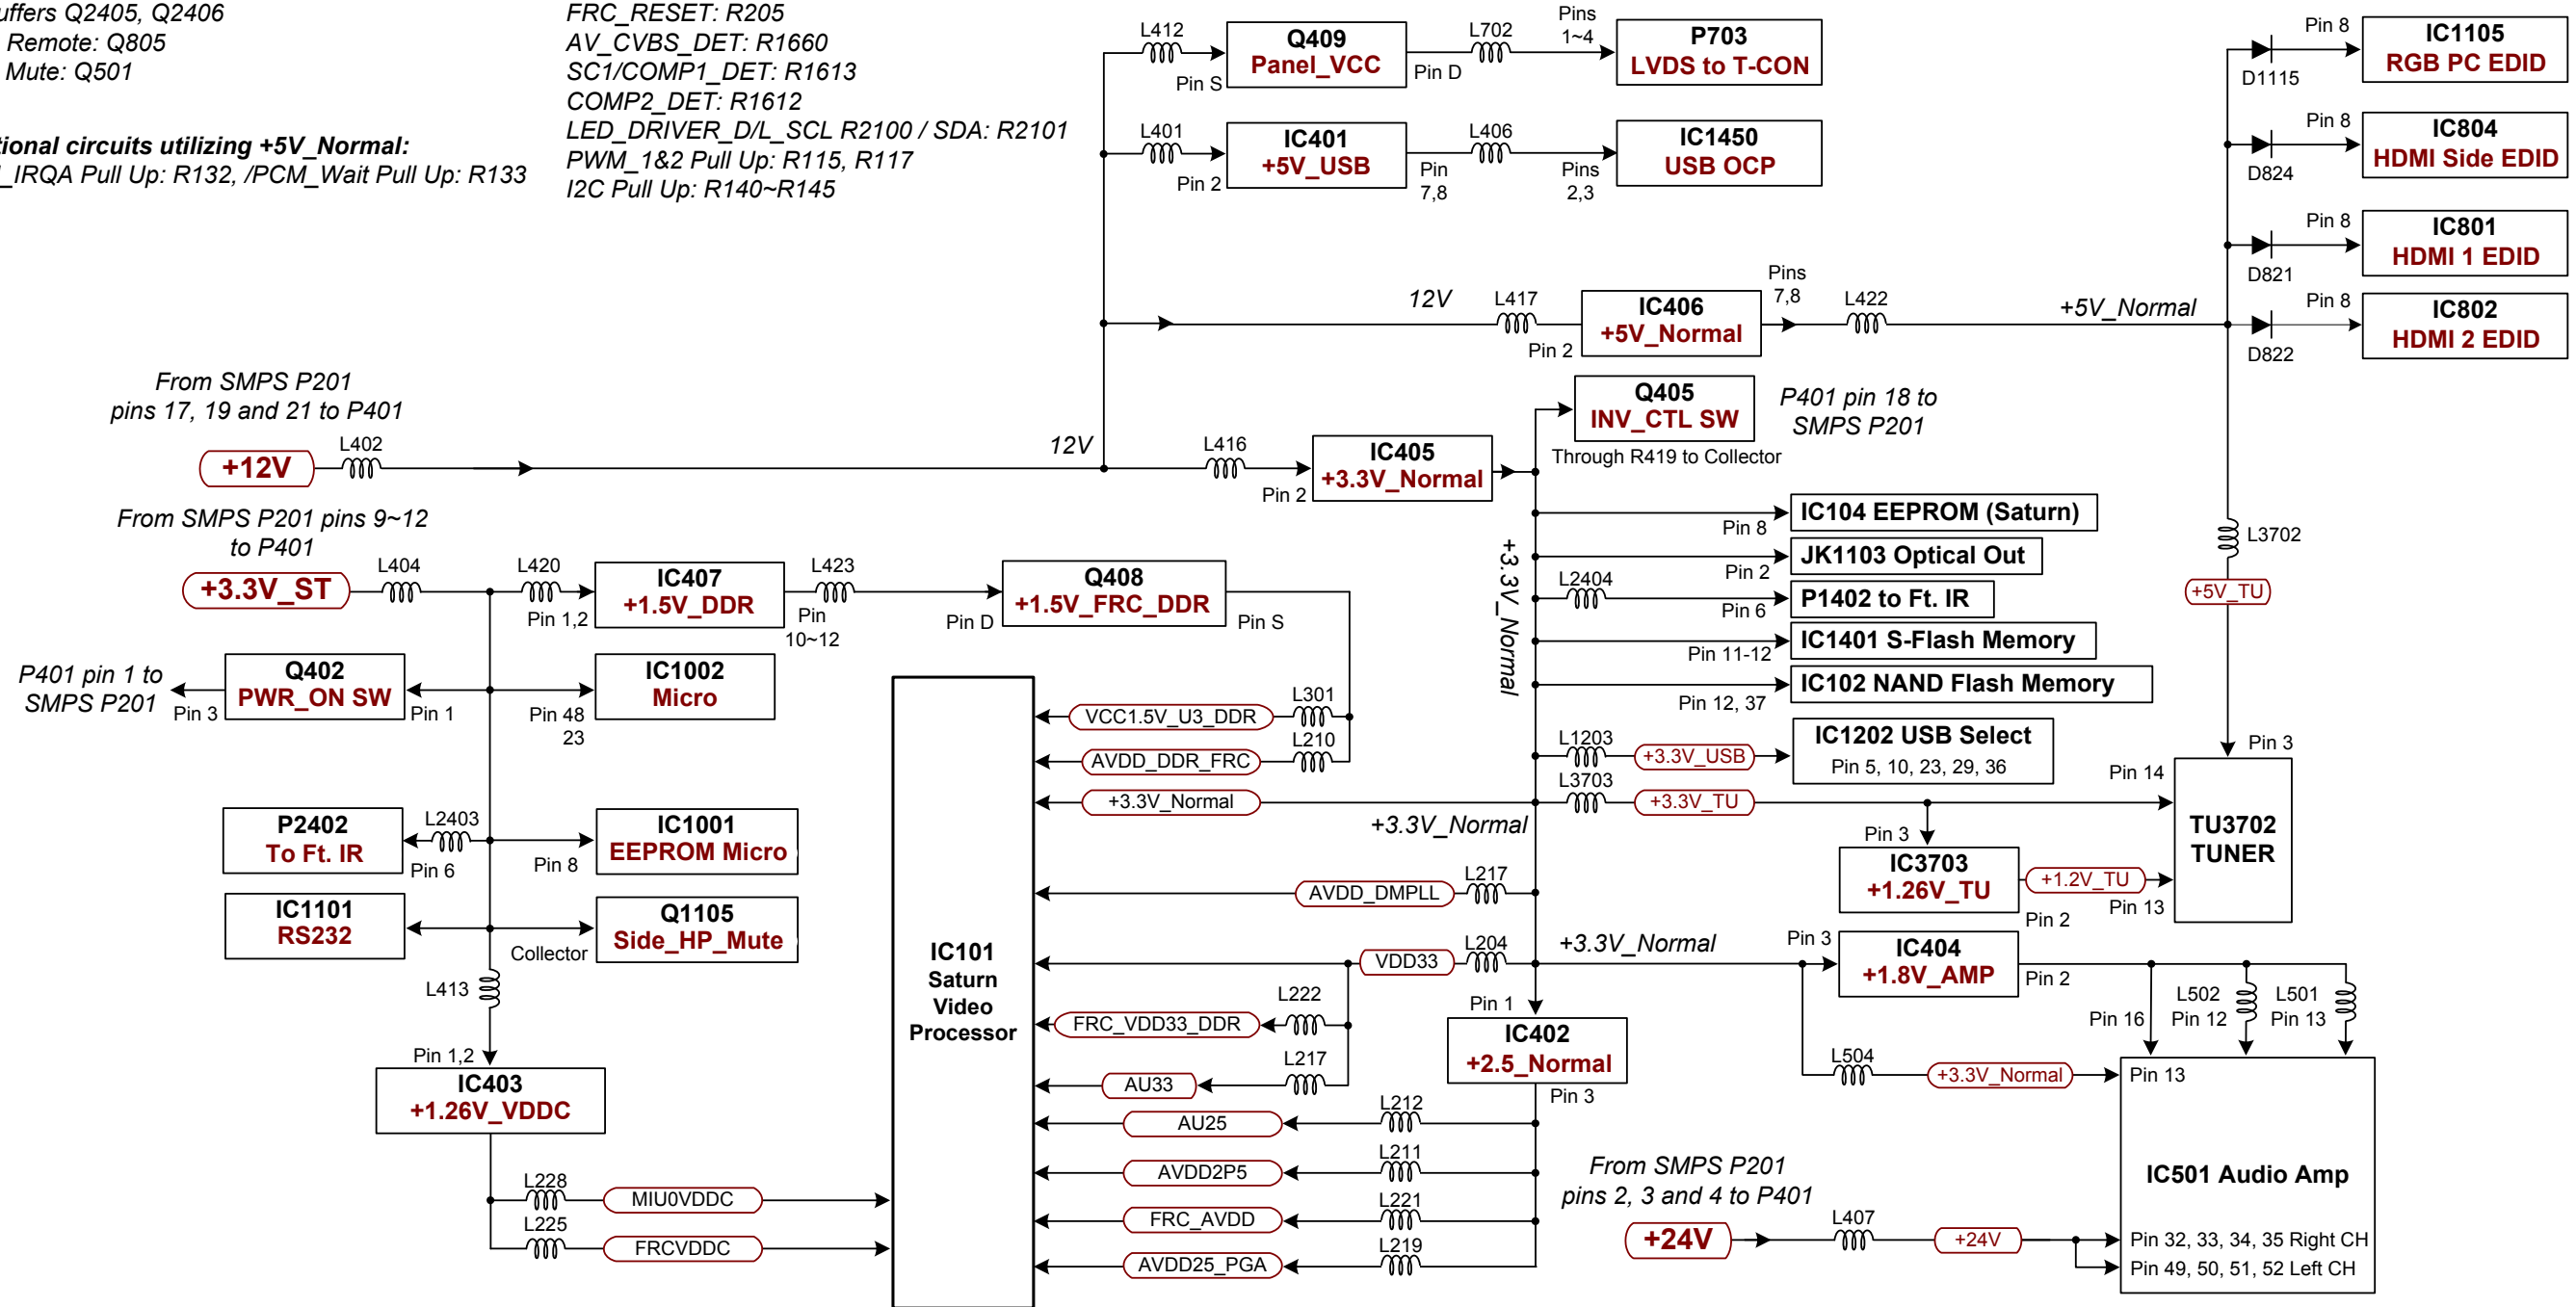 Q2405, Q2406
Remote: Q805
Mute: Q501
circuits utilizing +5V_Normal:
Pull Up: R132, /PCM_Wait Pull Up: R133
FRC_RESET: R205
AV_CVBS_DET: R1660
SC1/COMP1_DET: R1613
COMP2_DET: R1612
LED_DRIVER_D/L_SCL R2100 / SDA: R2101
PWM_1&2 Pull Up: R115, R117
I2C Pull Up: R140~R145
L412
Pin S
Q409
Panel_VCC
Pin D
L702
Pins
1~4
P703
LVDS to T-CON
L401
Pin 2
IC401
+5V_USB
Pin
7,8
L406
Pins
2,3
IC1450
USB OCP
12V
L417
Pin 2
IC406
+5V_Normal
Pins
7,8
L422
+5V_Normal
D1115
Pin 8
IC1105
RGB PC EDID
D824
Pin 8
IC804
HDMI Side EDID
D821
Pin 8
IC801
HDMI 1 EDID
D822
Pin 8
IC802
HDMI 2 EDID
From SMPS P201
pins 17, 19 and 21 to P401
+12V
L402
12V
L416
Pin 2
IC405
+3.3V_Normal
Q405
INV_CTL SW
P401 pin 18 to
SMPS P201
Through R419 to Collector
+3.3V_Normal
Pin 8
IC104 EEPROM (Saturn)
Pin 2
JK1103 Optical Out
L2404
Pin 6
P1402 to Ft. IR
Pin 11-12
IC1401 S-Flash Memory
Pin 12, 37
IC102 NAND Flash Memory
L1203
+3.3V_USB
IC1202 USB Select
Pin 5, 10, 23, 29, 36
L3703
+3.3V_TU
Pin 14
L3702
+5V_TU
Pin 3
TU3702
TUNER
Pin 3
IC3703
+1.26V_TU
Pin 2
+1.2V_TU
Pin 13
From SMPS P201 pins 9~12
to P401
+3.3V_ST
L404
L420
Pin 1,2
IC407
+1.5V_DDR
L423
Pin
10~12
Pin D
Q408
+1.5V_FRC_DDR
Pin S
P401 pin 1 to
SMPS P201
Pin 3
Q402
PWR_ON SW
Pin 1
Pin 48
23
IC1002
Micro
P2402
To Ft. IR
L2403
Pin 6
Pin 8
IC1001
EEPROM Micro
IC1101
RS232
Collector
Q1105
Side_HP_Mute
L413
Pin 1,2
IC403
+1.26V_VDDC
L228
MIU0VDDC
L225
FRCVDDC
IC101
Saturn
Video
Processor
VCC1.5V_U3_DDR
L301
AVDD_DDR_FRC
L210
+3.3V_Normal
+3.3V_Normal
AVDD_DMPLL
L217
VDD33
L204
+3.3V_Normal
FRC_VDD33_DDR
L222
AU33
L217
Pin 1
IC402
+2.5_Normal
Pin 3
AU25
L212
AVDD2P5
L211
FRC_AVDD
L221
AVDD25_PGA
L219
Pin 3
IC404
+1.8V_AMP
Pin 2
Pin 16
L502
Pin 12
L501
Pin 13
L504
+3.3V_Normal
Pin 13
From SMPS P201
pins 2, 3 and 4 to P401
+24V
L407
+24V
IC501 Audio Amp
Pin 32, 33, 34, 35 Right CH
Pin 49, 50, 51, 52 Left CH